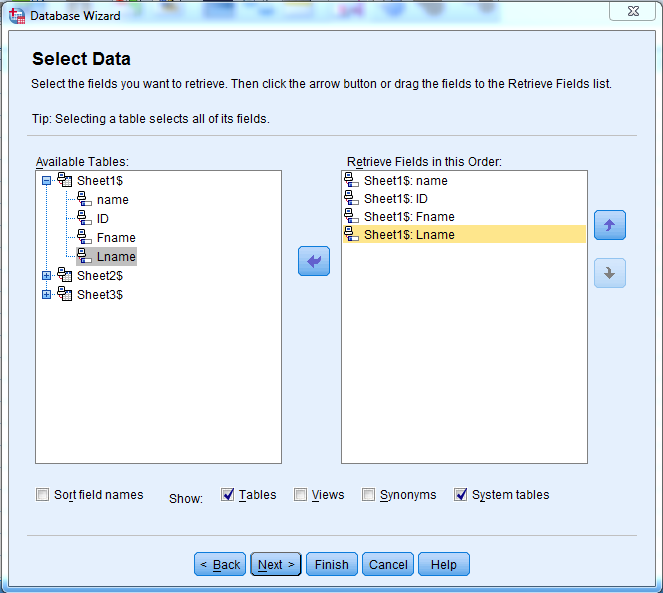 Database Wizard
Select Data
Select the fields you want to retrieve. Then click the arrow button or drag the fields to the Retrieve Fields list.
Tip: Selecting a table selects all of its fields.
Available Tables:
Sheet1$
name
ID
Fname
Lname
Sheet2$
Sheet3$
Retrieve Fields in this Order:
Sheet1$: name
Sheet1$: ID
Sheet1$: Fname
Sheet1$: Lname
Sort field names
Show:
Tables
Views
Synonyms
System tables
< Back
Next >
Finish
Cancel
Help